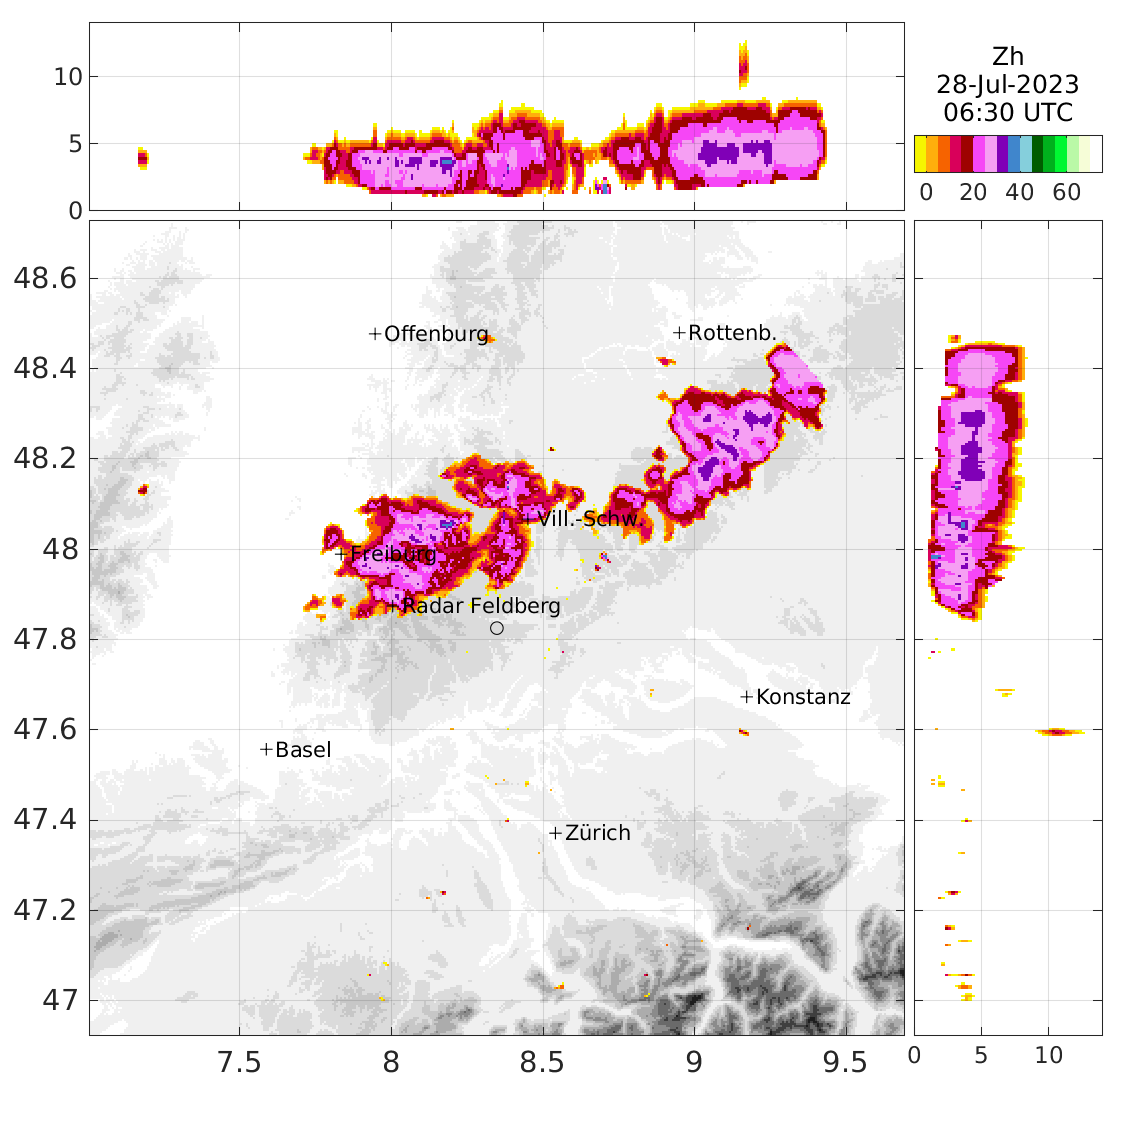 10
5
0
Zh
28-Jul-2023
06:30 UTC
0 20 40 60
48.6
48.4
48.2
48
47.8
47.6
47.4
47.2
47
+Offenburg
+Rottenb.
+Vill.-Schw.
+Freiburg
+Radar Feldberg
+Konstanz
+Basel
+Zürich
7.5 8 8.5 9 9.5
0 5 10